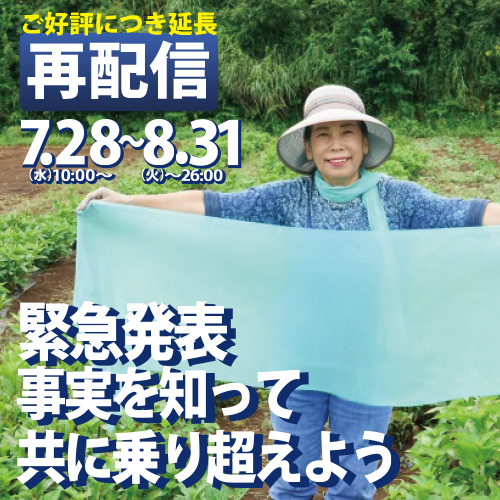 ご好評につき延長
再配信
7.28~8.31
(水)10:00～ (火)～26:00
緊急発表
事実を知って
共に乗り超えよう